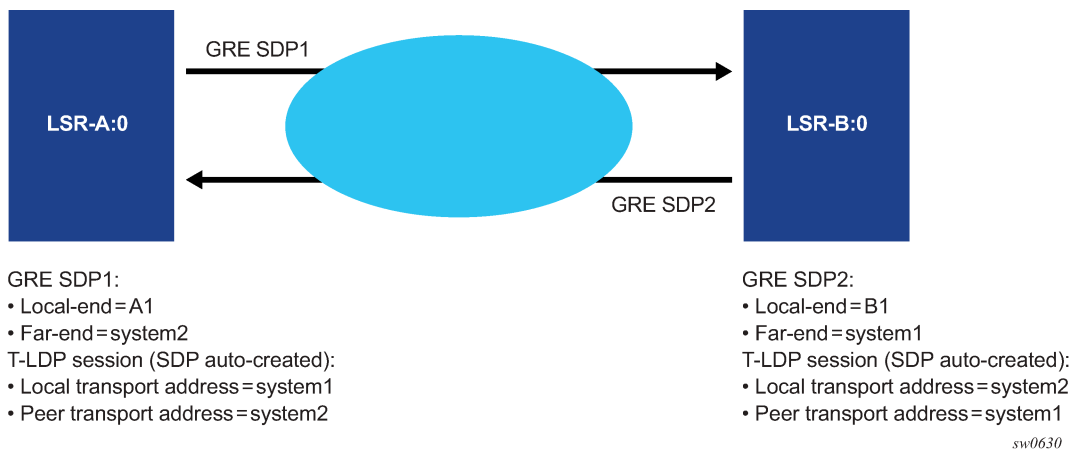 GRE SDP1
LSR-A:0
LSR-B:0
GRE SDP2
GRE SDP1:
• Local-end=A1
• Far-end=system2
T-LDP session (SDP auto-created):
• Local transport address=system1
• Peer transport address=system2
GRE SDP2:
• Local-end=B1
• Far-end=system1
T-LDP session (SDP auto-created):
• Local transport address=system2
• Peer transport address=system1
sw0630